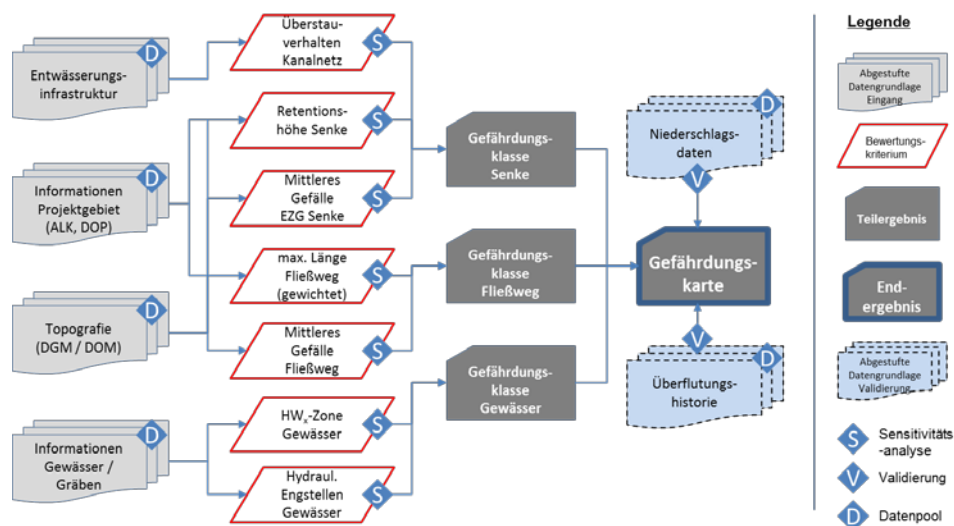 Entwässerungs-
infrastruktur
D
Informationen
Projektgebiet
(ALK, DOP)
D
Topografie
(DGM / DOM)
D
Informationen
Gewässer /
Gräben
D
Überstau-
verhalten
Kanalnetz
S
Retentions-
höhe Senke
S
Mittleres
Gefälle
EZG Senke
S
max. Länge
Fließweg
(gewichtet)
S
Mittleres
Gefälle
Fließweg
S
HWx-Zone
Gewässer
S
Hydraul.
Engstellen
Gewässer
S
Gefährdungs-
klasse
Senke
Gefährdungs-
klasse
Fließweg
Gefährdungs-
klasse
Gewässer
Niederschlags-
daten
D
V
Gefährdungs-
karte
V
Überflutungs-
historie
D
Legende
Abgestufte
Datengrundlage
Eingang
Bewertungs-
kriterium
Teilergebnis
End-
ergebnis
Abgestufte
Datengrundlage
Validierung
S
Sensitivitäts
-analyse
V
Validierung
D
Datenpool